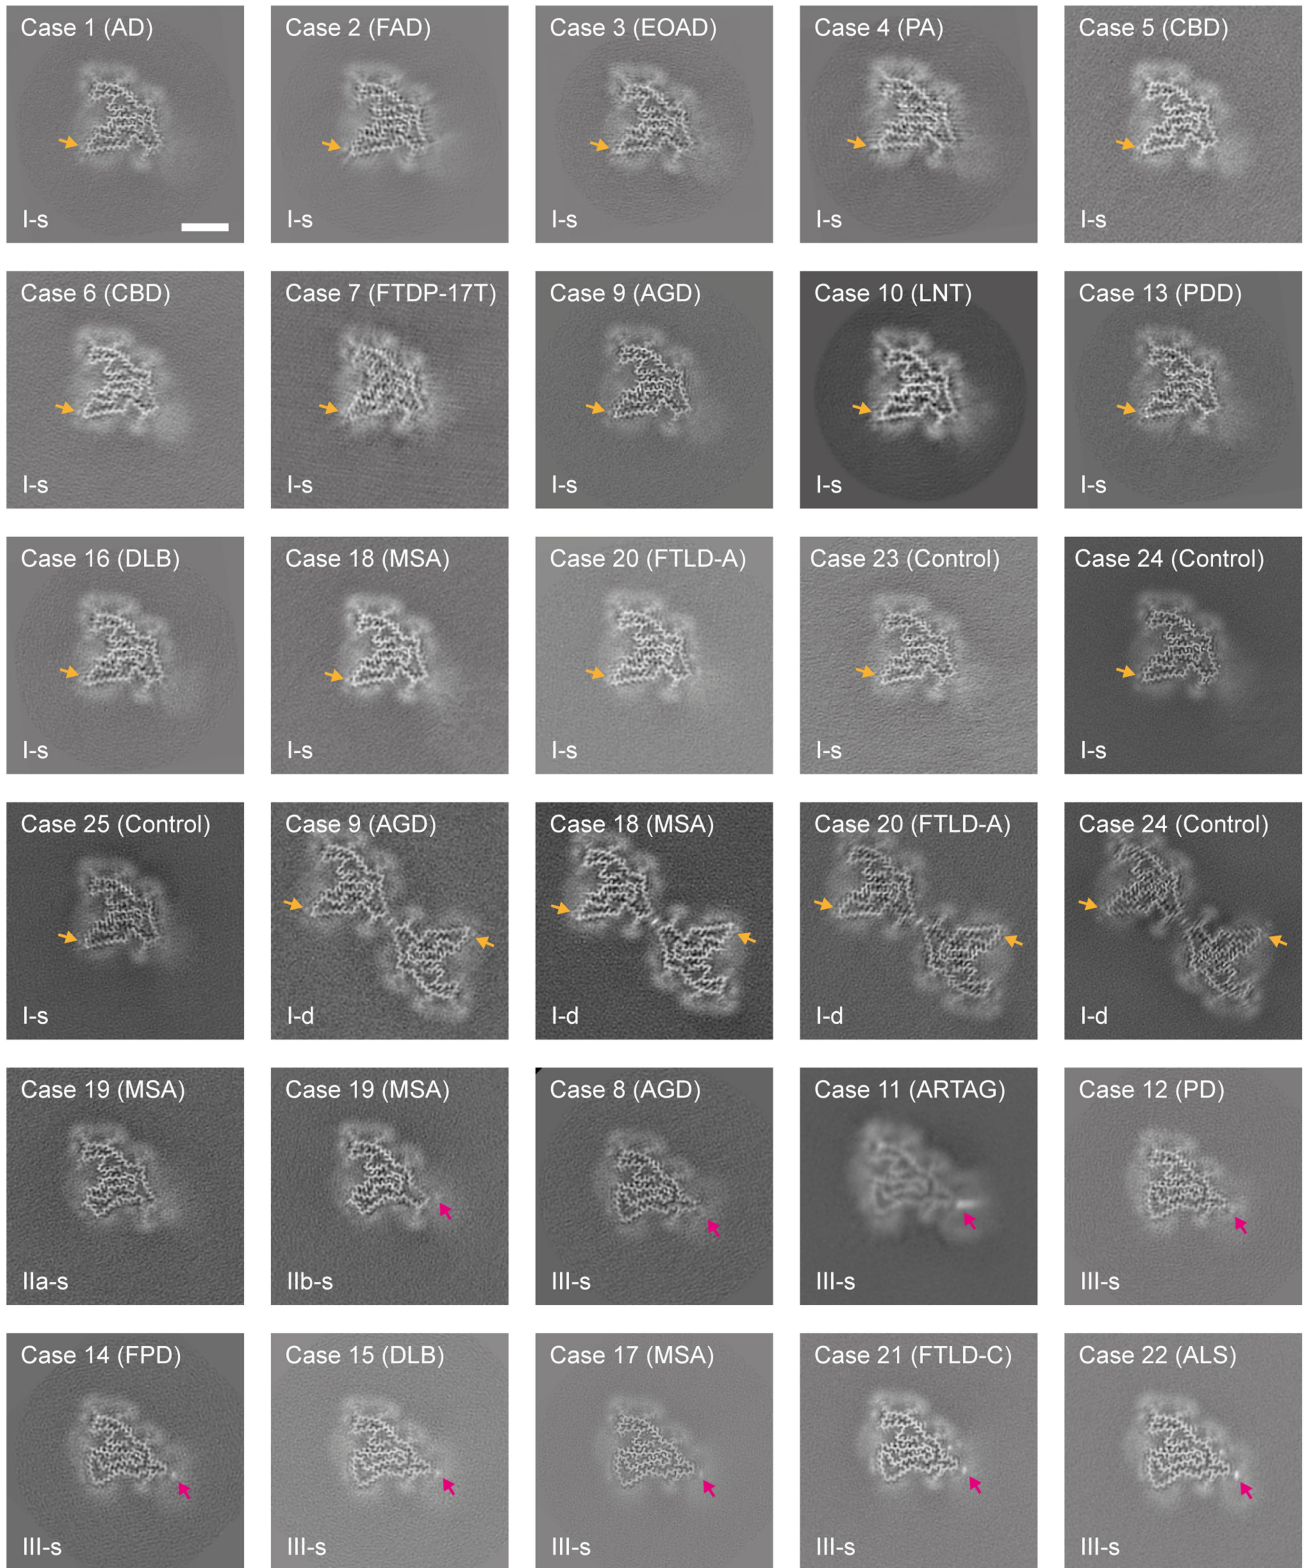 Case 1 (AD)
Case 2 (FAD)
Case 3 (EOAD)
Case 4 (PA)
Case 5 (CBD)
I-s
I-s
I-s
I-s
I-s
Case 6 (CBD)
Case 7 (FTDP-17T)
Case 9 (AGD)
Case 10 (LNT)
Case 13 (PDD)
I-s
I-s
I-s
I-s
I-s
Case 16 (DLB)
Case 18 (MSA)
Case 20 (FTLD-A)
Case 23 (Control)
Case 24 (Control)
I-s
I-s
I-s
I-s
I-s
Case 25 (Control)
Case 9 (AGD)
Case 18 (MSA)
Case 20 (FTLD-A)
Case 24 (Control)
I-s
I-d
I-d
I-d
I-d
Case 19 (MSA)
Case 19 (MSA)
Case 8 (AGD)
Case 11 (ARTAG)
Case 12 (PD)
IIa-s
IIb-s
III-s
III-s
III-s
Case 14 (FPD)
Case 15 (DLB)
Case 17 (MSA)
Case 21 (FTLD-C)
Case 22 (ALS)
III-s
III-s
III-s
III-s
III-s